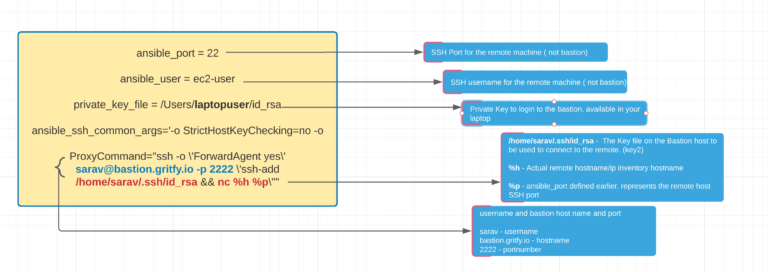 ansible_port = 22
ansible_user = ec2-user
private_key_file = /Users/laptopuser/id_rsa
ansible_ssh_common_args='-o StrictHostKeyChecking=no -o
ProxyCommand="ssh -o \'ForwardAgent yes\'
sarav@bastion.gritfy.io -p 2222 \'ssh-add
/home/sarav/.ssh/id_rsa && nc %h %p\'"'
SSH Port for the remote machine ( not bastion)
SSH username for the remote machine ( not bastion)
Private Key to login to the bastion, available in your
laptop
/home/sarav/.ssh/id_rsa - The Key file on the Bastion host to
be used to connect to the remote. (key2)
%h - Actual remote hostname/ip inventory hostname
%p - ansible_port defined earlier. represents the remote host
SSH port
username and bastion host name and port
sarav - username
bastion.gritfy.io - hostname
2222 - portnumber